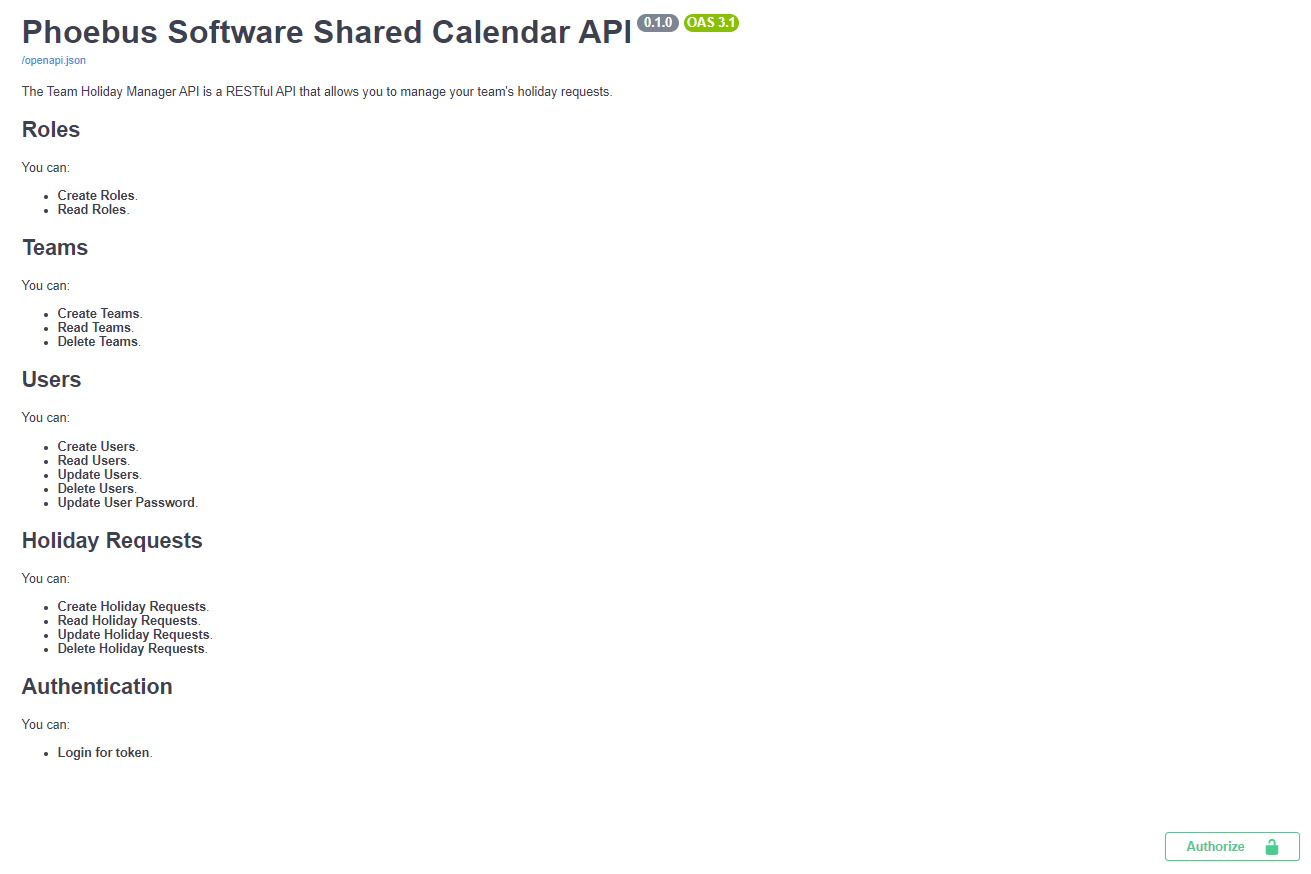 Phoebus Software Shared Calendar API 0.1.0 OAS 3.1
/openapi.json
The Team Holiday Manager API is a RESTful API that allows you to manage your team's holiday requests.
Roles
You can:
• Create Roles.
• Read Roles.
Teams
You can:
• Create Teams.
• Read Teams.
• Delete Teams.
Users
You can:
• Create Users.
• Read Users.
• Update Users.
• Delete Users.
• Update User Password.
Holiday Requests
You can:
• Create Holiday Requests.
• Read Holiday Requests.
• Update Holiday Requests.
• Delete Holiday Requests.
Authentication
You can:
• Login for token.
Authorize